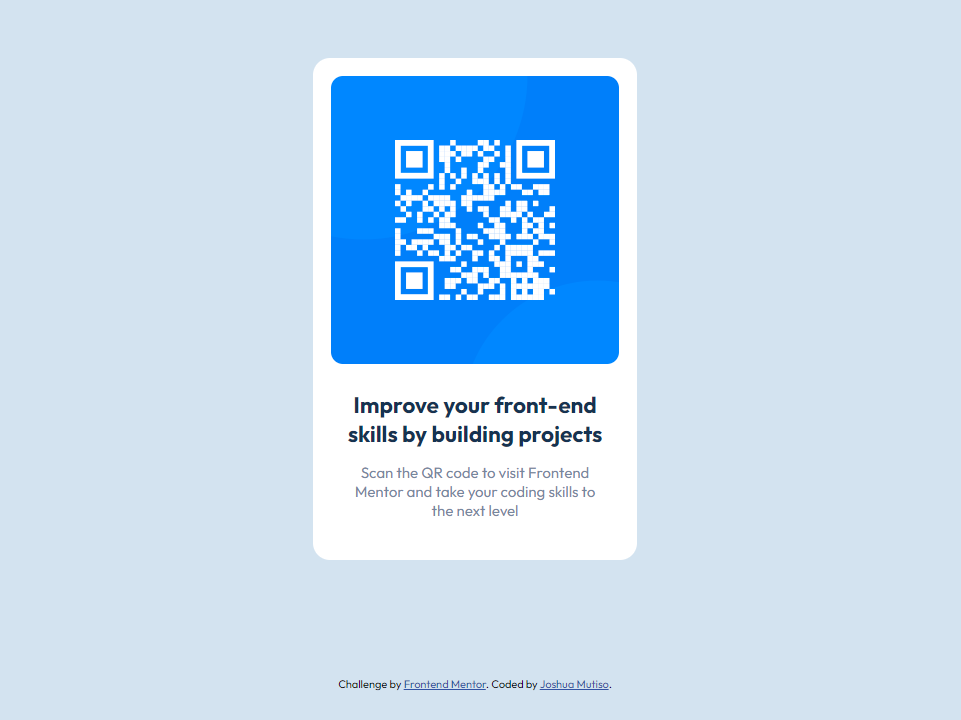 Improve your front-end
skills by building projects
Scan the QR code to visit Frontend
Mentor and take your coding skills to
the next level
Challenge by Frontend Mentor. Coded by Joshua Mutiso.